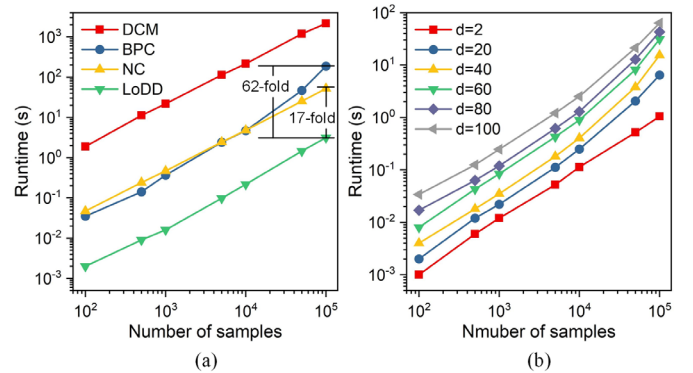 DCM
BPC
NC
LoDD
62-fold
17-fold
10³
10²
10¹
10⁰
10⁻¹
10⁻²
10⁻³
Runtime (s)
10² 10³ 10⁴ 10⁵
Number of samples
(a)
d=2
d=20
d=40
d=60
d=80
d=100
10²
10¹
10⁰
10⁻¹
10⁻²
10⁻³
Runtime (s)
10² 10³ 10⁴ 10⁵
Nmuber of samples
(b)